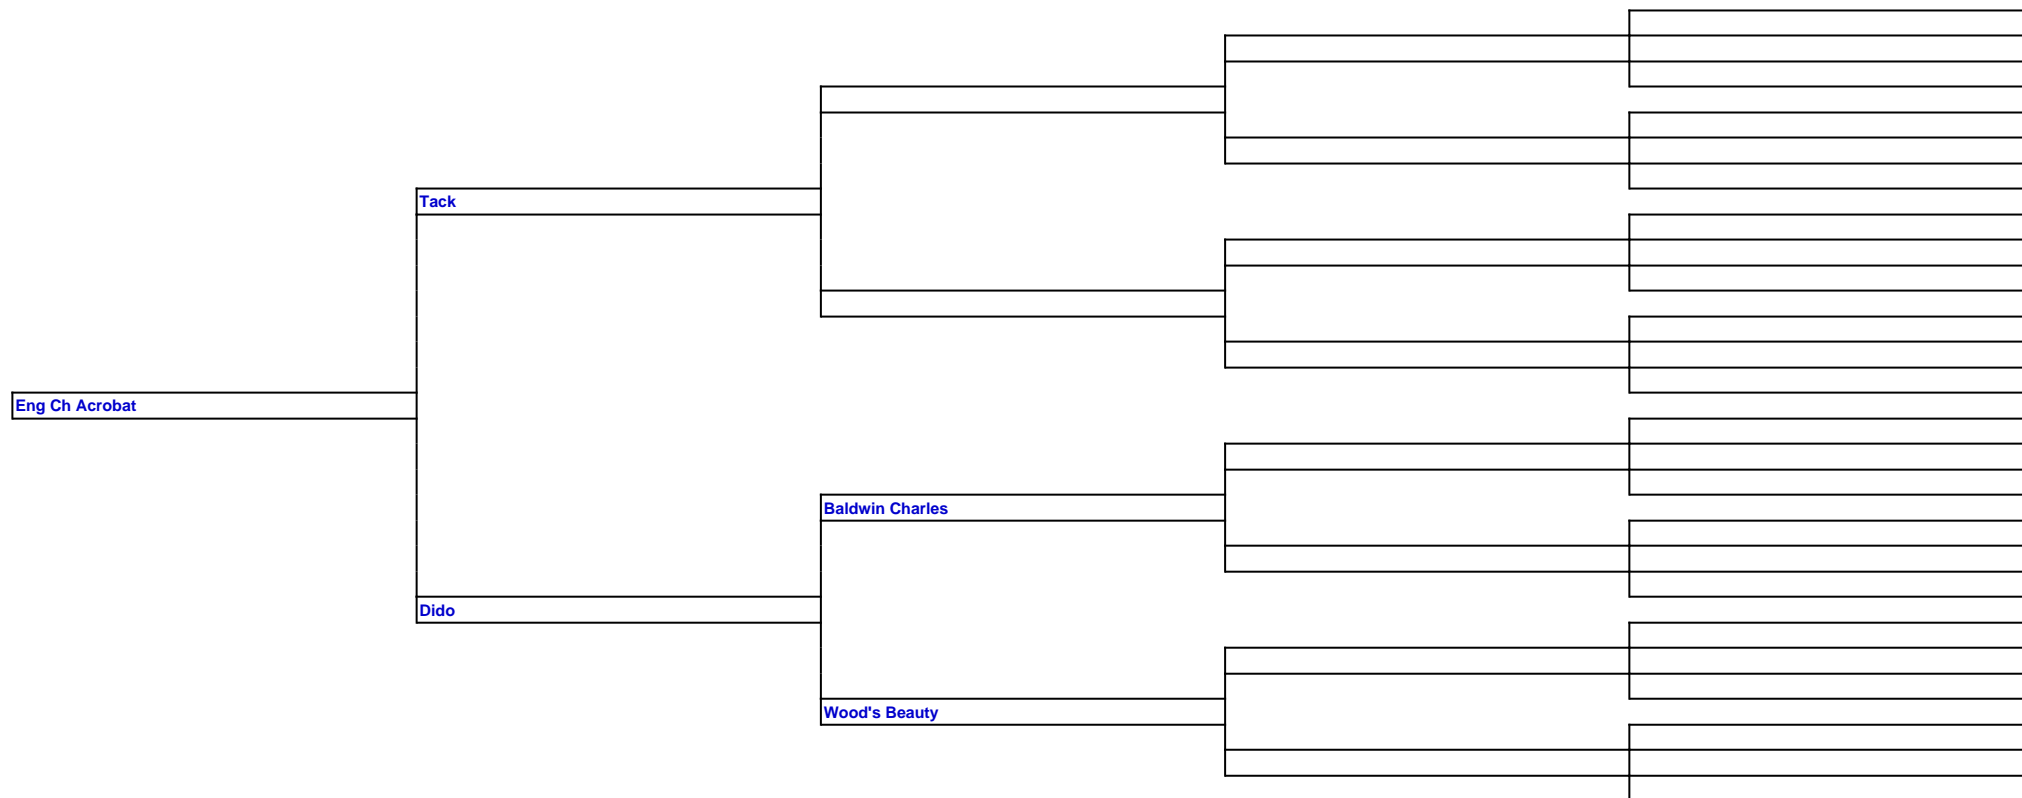 Tack
Eng Ch Acrobat
Baldwin Charles
Dido
Wood's Beauty